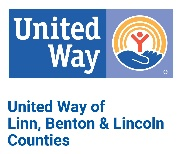 United
Way
United Way of
Linn, Benton & Lincoln
Counties